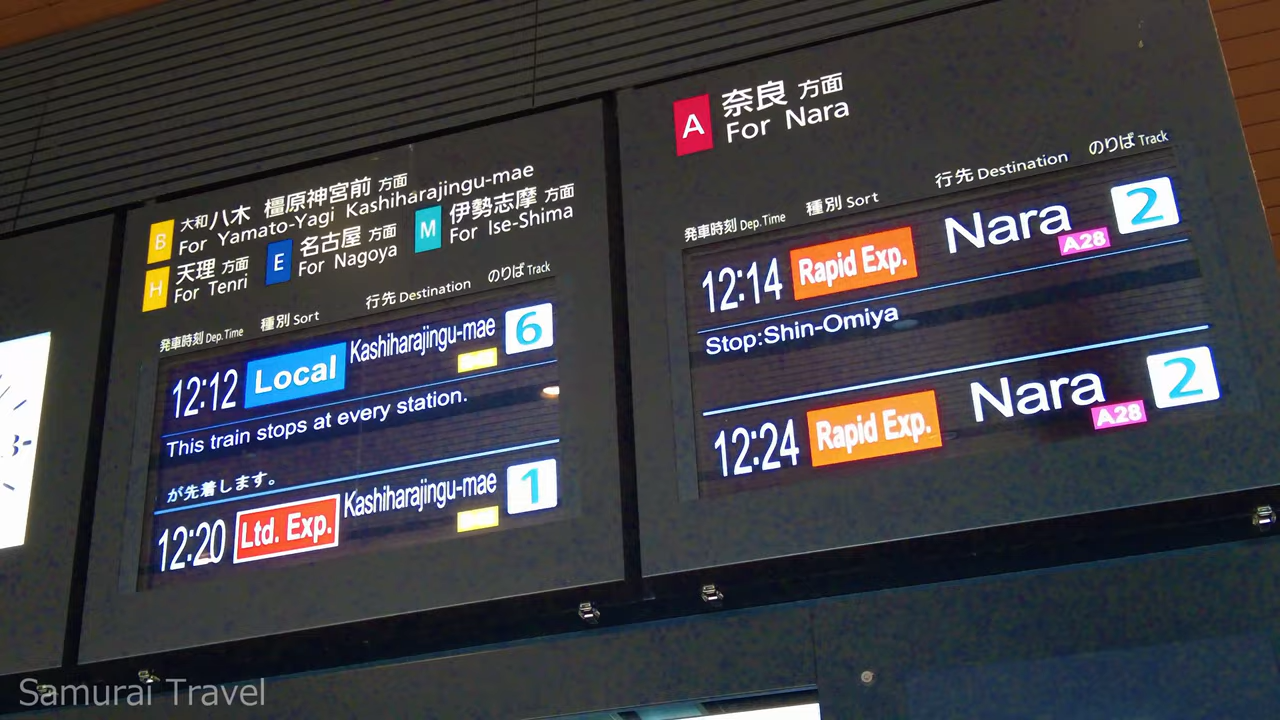 B 大和八木 橿原神宮前 方面
For Yamato-Yagi Kashiharajingu-mae
H 天理 方面
For Tenri
E 名古屋 方面
For Nagoya
M 伊勢志摩 方面
For Ise-Shima
発車時刻 Dep.Time 種別 Sort 行先 Destination のりば Track
12:12 Local Kashiharajingu-mae 6
This train stops at every station.
が先着します。
12:20 Ltd. Exp. Kashiharajingu-mae 1
A 奈良 方面
For Nara
発車時刻 Dep.Time 種別 Sort 行先 Destination のりば Track
12:14 Rapid Exp. Nara A28 2
Stop:Shin-Omiya
12:24 Rapid Exp. Nara A28 2
Samurai Travel